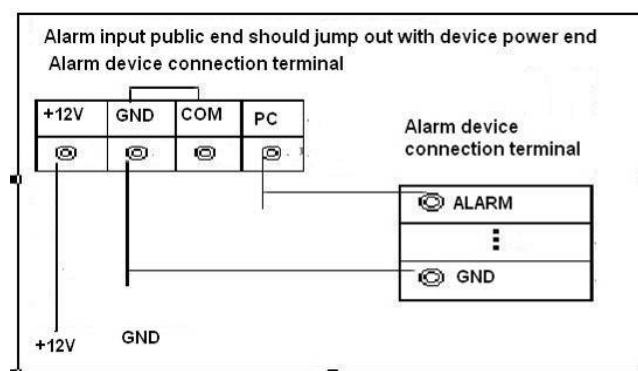 Alarm input public end should jump out with device power end
Alarm device connection terminal
+12V GND COM PC
Alarm device
connection terminal
ALARM
GND
+12V GND